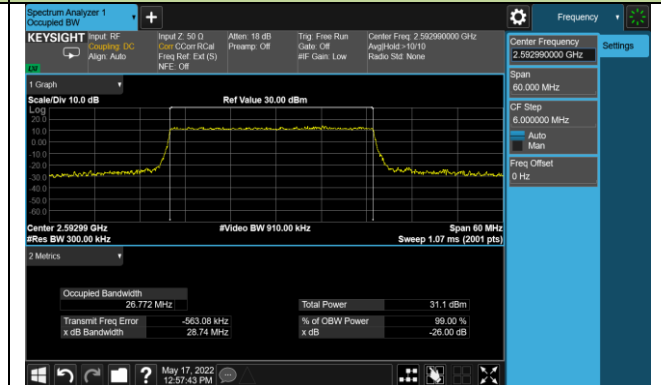 Spectrum Analyzer 1
Occupied BW
+
Frequency
KEYSIGHT
Input: RF
Coupling: DC
Align: Auto
Input Z: 50 Ω
Corr CCorr RCal
Freq Ref: Ext (S)
NFE: Off
Atten: 18 dB
Preamp: Off
Trig: Free Run
Gate: Off
#IF Gain: Low
Center Freq: 2.592990000 GHz
Avg|Hold:>10/10
Radio Std: None
LW
Center Frequency
2.592990000 GHz
Settings
Span
60.000 MHz
CF Step
6.000000 MHz
Auto
Man
Freq Offset
0 Hz
1 Graph
Scale/Div 10.0 dB
Ref Value 30.00 dBm
Log
20.0
10.0
0.00
-10.0
-20.0
-30.0
-40.0
-50.0
-60.0
Center 2.59299 GHz
#Video BW 910.00 kHz
Span 60 MHz
#Res BW 300.00 kHz
Sweep 1.07 ms (2001 pts)
2 Metrics
Occupied Bandwidth
26.772 MHz
Total Power
31.1 dBm
Transmit Freq Error
-563.08 kHz
% of OBW Power
99.00 %
x dB Bandwidth
28.74 MHz
x dB
-26.00 dB
?
May 17, 2022
12:57:43 PM